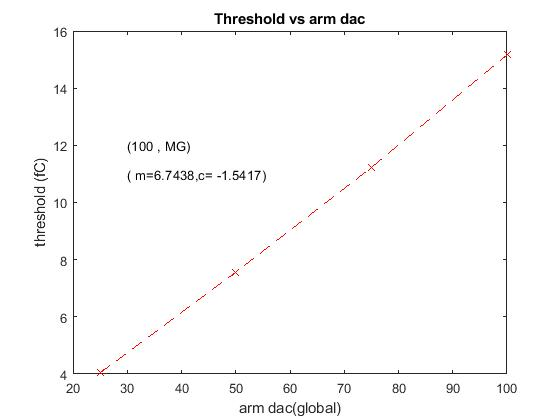 Threshold vs arm dac
16
14
12
10
8
6
4
threshold (fC)
(100 , MG)
( m=6.7438,c= -1.5417)
20 30 40 50 60 70 80 90 100
arm dac(global)